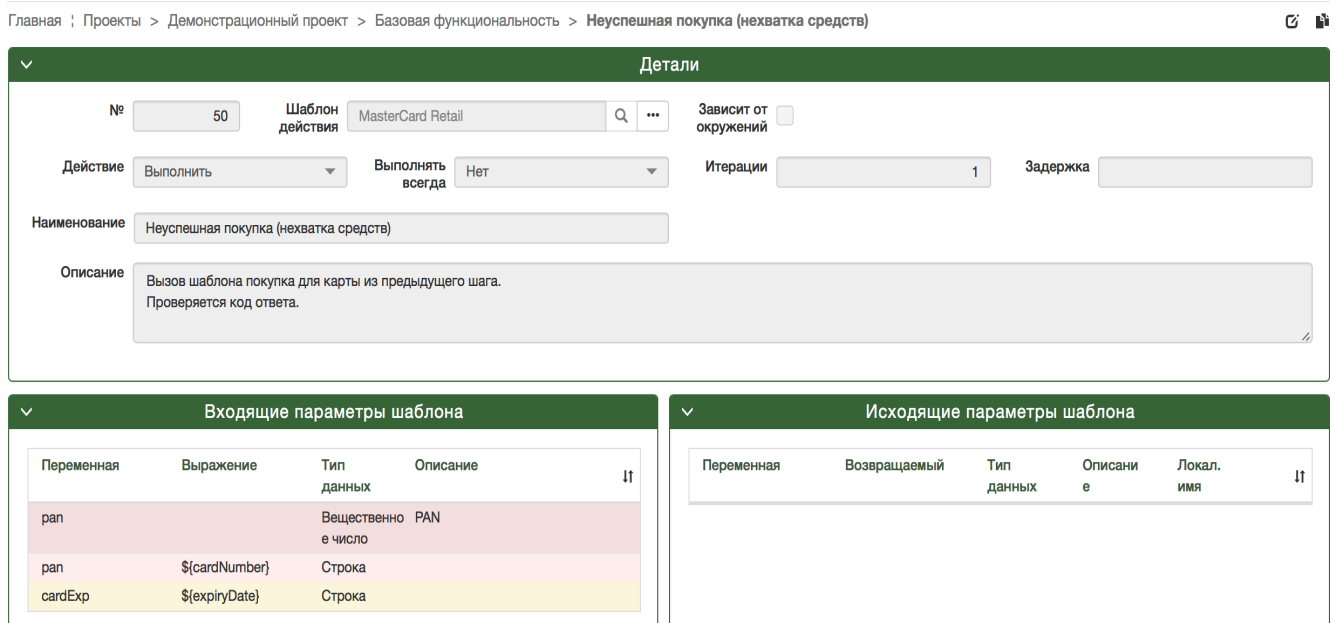 Главная ¦ Проекты > Демонстрационный проект > Базовая функциональность > Неуспешная покупка (нехватка средств)
Детали
№ 50 Шаблон действия MasterCard Retail ••• Зависит от окружений
Действие Выполнить Выполнять всегда Нет Итерации 1 Задержка
Наименование Неуспешная покупка (нехватка средств)
Описание Вызов шаблона покупка для карты из предыдущего шага.
Проверяется код ответа.
Входящие параметры шаблона
Переменная Выражение Тип данных Описание
pan Вещественно е число PAN
pan ${cardNumber} Строка
cardExp ${expiryDate} Строка
Исходящие параметры шаблона
Переменная Возвращаемый Тип данных Описани е Локал. имя